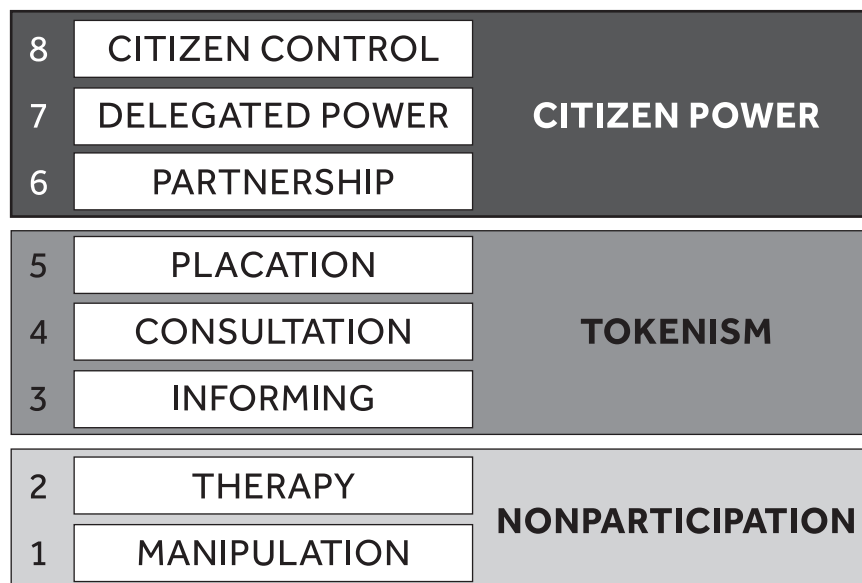 8 CITIZEN CONTROL
7 DELEGATED POWER
CITIZEN POWER
6 PARTNERSHIP
5 PLACATION
4 CONSULTATION
TOKENISM
3 INFORMING
2 THERAPY
NONPARTICIPATION
1 MANIPULATION